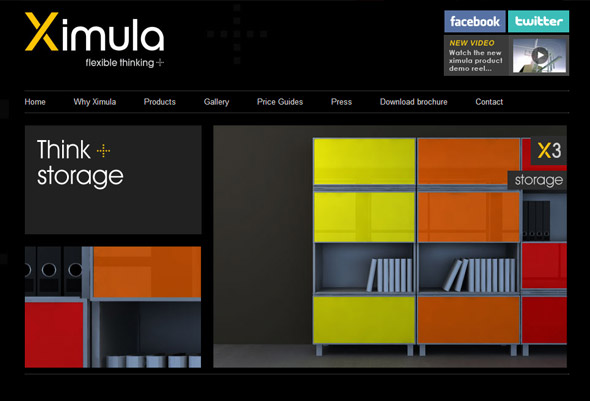 Ximula
flexible thinking+
facebook
twitter
NEW VIDEO
Watch the new
ximula product
demo reel...
Home
Why Ximula
Products
Gallery
Price Guides
Press
Download brochure
Contact
Think +
storage
X3
storage